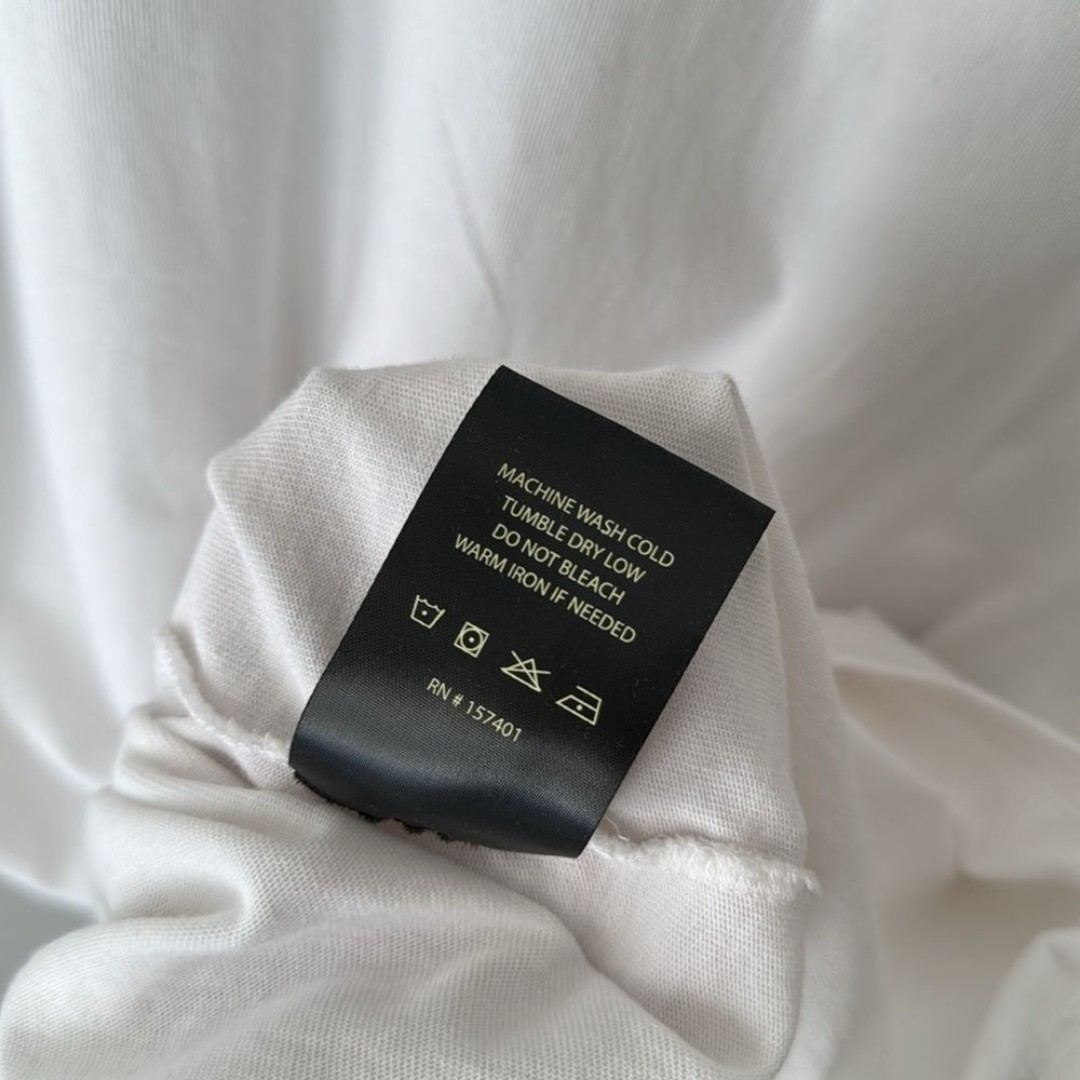 MACHINE WASH COLD
TUMBLE DRY LOW
DO NOT BLEACH
WARM IRON IF NEEDED
RN # 157401